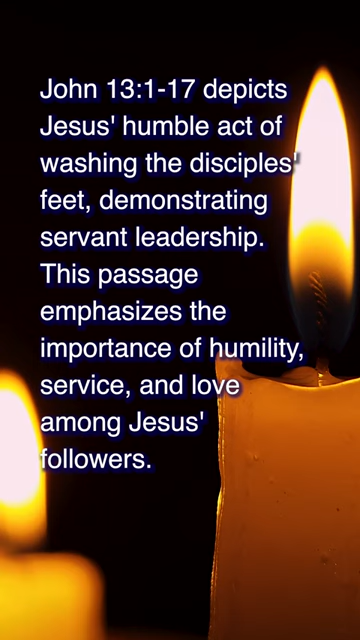 John 13:1-17 depicts
Jesus' humble act of
washing the disciples'
feet, demonstrating
servant leadership.
This passage
emphasizes the
importance of humility,
service, and love
among Jesus'
followers.